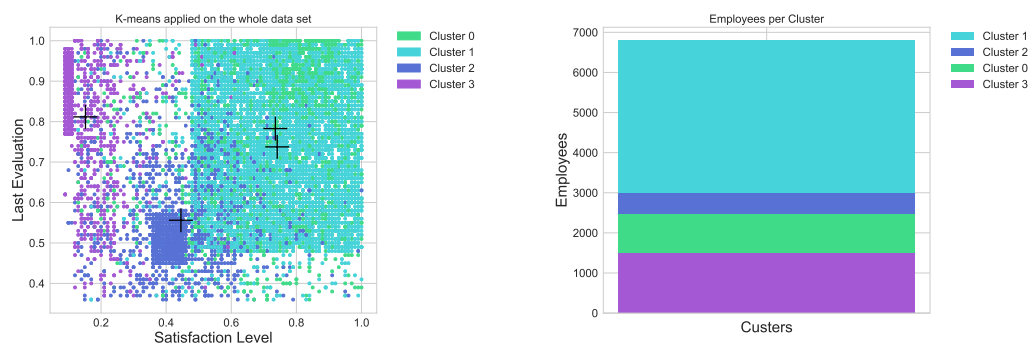 K-means applied on the whole data set
1.0
0.9
0.8
0.7
0.6
0.5
0.4
Last Evaluation
0.2
0.4
0.6
0.8
1.0
Satisfaction Level
Cluster 0
Cluster 1
Cluster 2
Cluster 3
Employees per Cluster
7000
6000
5000
4000
3000
2000
1000
0
Employees
Custers
Cluster 1
Cluster 2
Cluster 0
Cluster 3